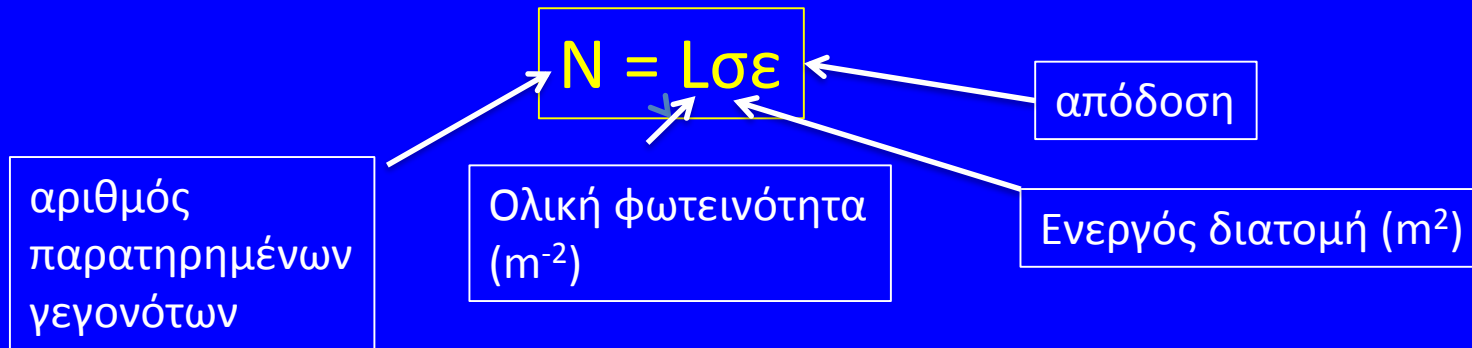 N = Lσε
απόδοση
αριθμός
παρατηρημένων
γεγονότων
Ολική φωτεινότητα
(m⁻²)
Ενεργός διατομή (m²)